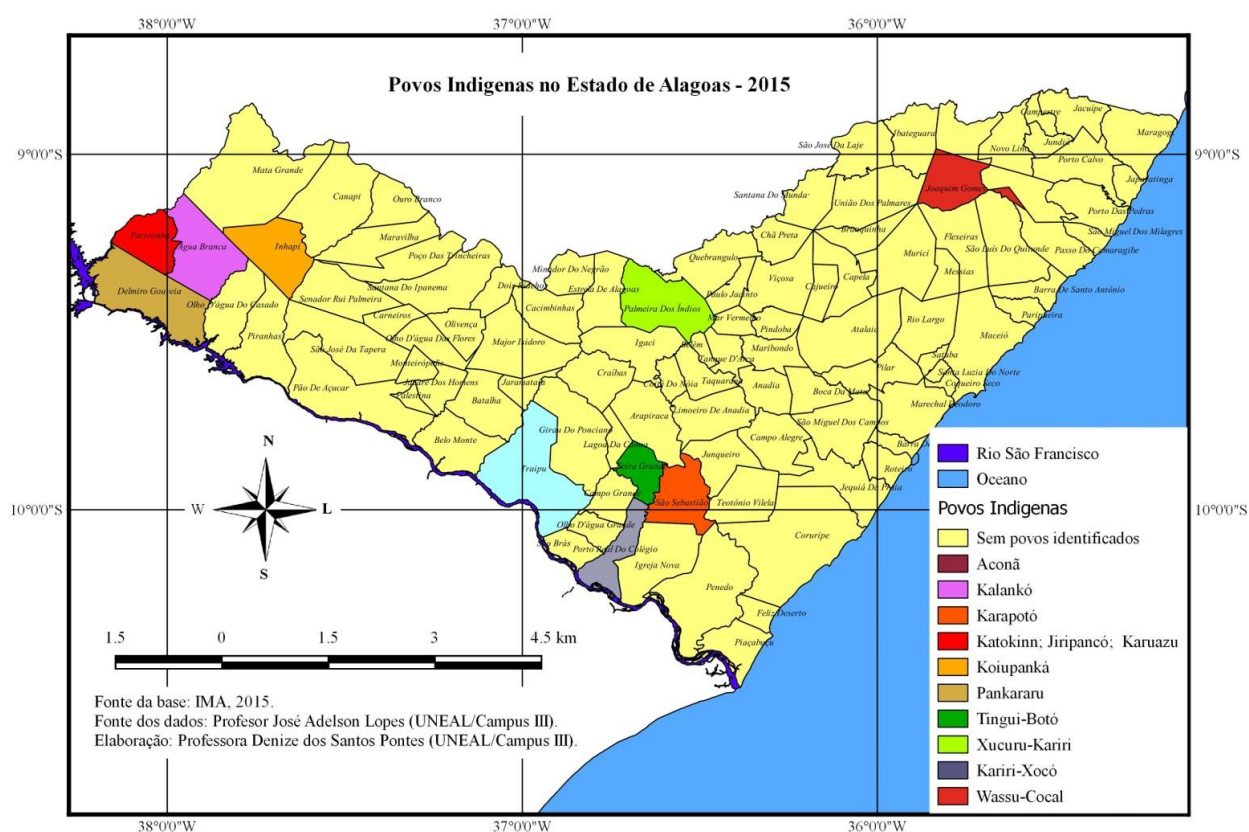 38°0'0"W 37°0'0"W 36°0'0"W
Povos Indigenas no Estado de Alagoas - 2015
9°0'0"S 9°0'0"S
10°0'0"S 10°0'0"S
Campestre
Jacuípe
Ibateguara
Maragogi
São José Da Laje
Novo Lino
Jundiá
Porto Calvo
Mata Grande
Joaquim Gomes
Japaratinga
Canapi
Santana Do Munda
Ouro Branco
União Dos Palmares
Porto Das Pedras
Pariconha
Branquinha
São Miguel Dos Milagres
Maravilha
Chã Preta
Flexeiras
Água Branca
Inhapi
Murici
São Luis Do Quitunde
Passo De Camaragibe
Poço Das Trincheiras
Quebrangulo
Minador Do Negrão
Viçosa
Capela
Messias
Delmiro Gouveia
Santana Do Ipanema
Dois Riachos
Estrela De Alagoas
Cajueiro
Barra De Santo Antônio
Olho D'água Do Casado
Senador Rui Palmeira
Cacimbinhas
Palmeira Dos Índios
Paulo Jacinto
Carneiros
Mar Vermelho
Rio Largo
Paripueira
Olivença
Pindoba
Atalaia
Piranhas
Olho D'água Das Flores
Major Isidoro
Igaci
Belém
Maceió
São José Da Tapera
Maribondo
Tanque D'Arca
Satuba
Monteirópolis
Craíbas
Pilar
Santa Luzia Do Norte
Pão De Açucar
Jacaré Dos Homens
Jaramataia
Coité Do Nóia
Taquarana
Anadia
Coqueiro Seco
Palestina
Batalha
Boca Da Mata
Marechal Deodoro
Arapiraca
Limoeiro De Anadia
São Miguel Dos Campos
Belo Monte
Girau Do Ponciano
Campo Alegre
Lagoa Da Canoa
Junqueiro
Roteiro
Traipu
Feira Grande
Jequiá Da Praia
Campo Grande
São Sebastião
Teotônio Vilela
Olho D'água Grande
Coruripe
São Brás
Porto Real Do Colégio
Igreja Nova
Penedo
Feliz Deserto
Piaçabuçu
N
W L
S
1.5 0 1.5 3 4.5 km
Fonte da base: IMA, 2015.
Fonte dos dados: Profesor José Adelson Lopes (UNEAL/Campus III).
Elaboração: Professora Denize dos Santos Pontes (UNEAL/Campus III).
Rio São Francisco
Oceano
Povos Indigenas
Sem povos identificados
Aconã
Kalankó
Karapotó
Katokinn; Jiripancó; Karuazu
Koiupanká
Pankararu
Tingui-Botó
Xucuru-Kariri
Kariri-Xocó
Wassu-Cocal
38°0'0"W 37°0'0"W 36°0'0"W